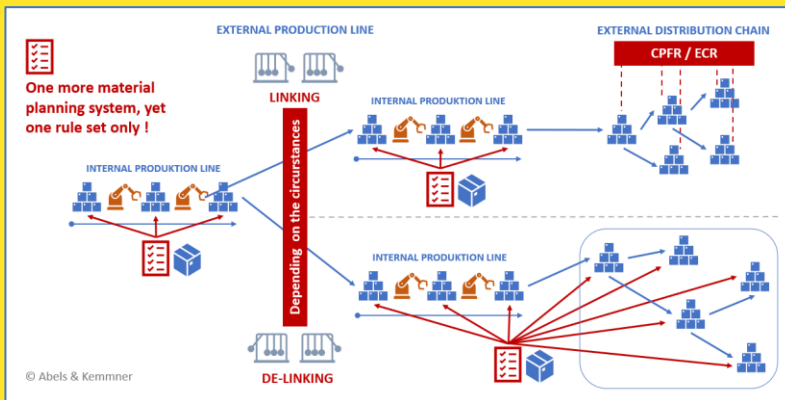 EXTERNAL PRODUCTION LINE
EXTERNAL DISTRIBUTION CHAIN
CPFR / ECR
One more material
planning system, yet
one rule set only !
LINKING
INTERNAL PRODUKTION LINE
INTERNAL PRODUKTION LINE
Depending on the circurstances
INTERNAL PRODUKTION LINE
DE-LINKING
© Abels & Kemmner